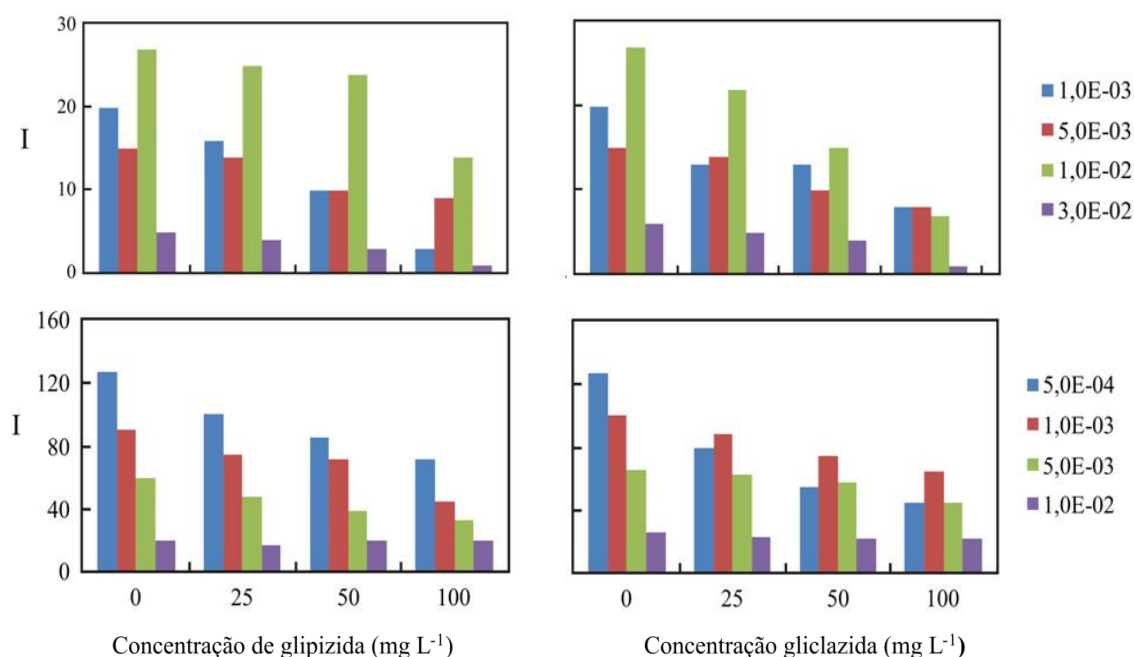 30
20
10
0
I
1,0E-03
5,0E-03
1,0E-02
3,0E-02
160
120
80
40
0
I
5,0E-04
1,0E-03
5,0E-03
1,0E-02
0 25 50 100
0 25 50 100
Concentração de glipizida (mg L⁻¹)
Concentração gliclazida (mg L⁻¹)